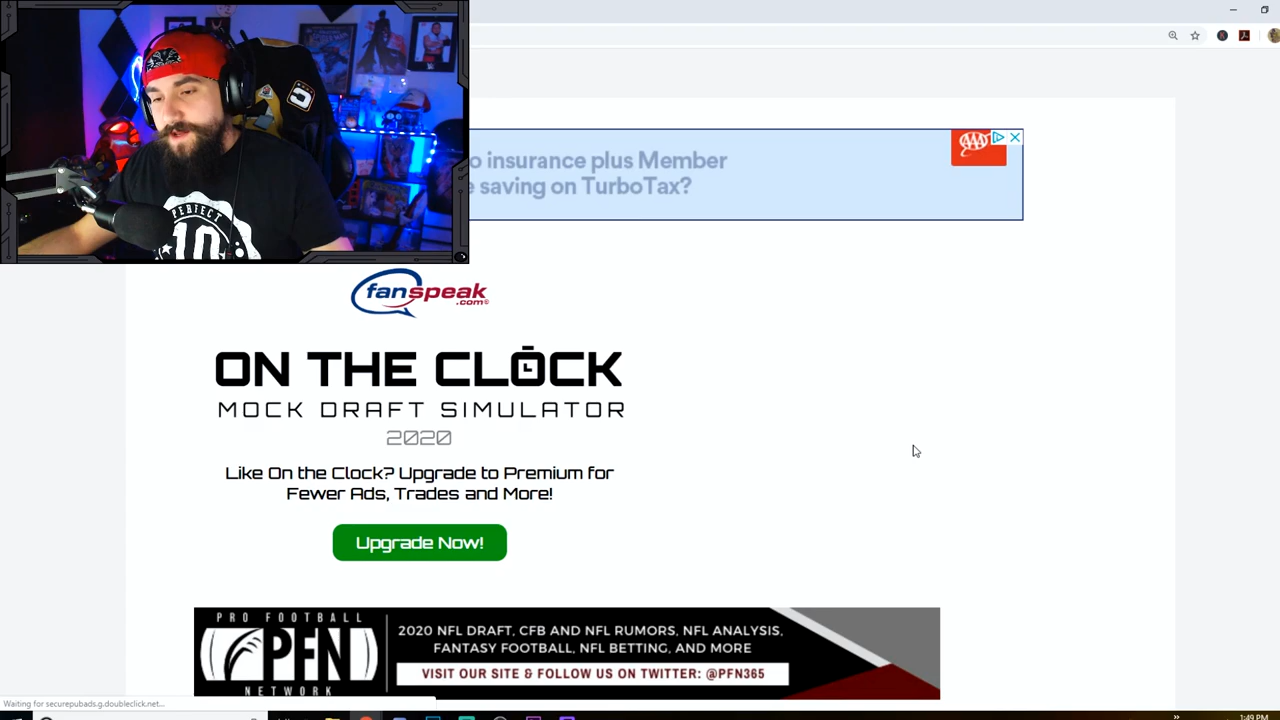 PERFECT
10
o insurance plus Member
e saving on TurboTax?
AAA
fanspeak
.com
ON THE CLOCK
MOCK DRAFT SIMULATOR
2020
Like On the Clock? Upgrade to Premium for
Fewer Ads, Trades and More!
Upgrade Now!
PRO FOOTBALL
PFN
NETWORK
2020 NFL DRAFT, CFB AND NFL RUMORS, NFL ANALYSIS,
FANTASY FOOTBALL, NFL BETTING, AND MORE
VISIT OUR SITE & FOLLOW US ON TWITTER: @PFN365
Waiting for securepubads.g.doubleclick.net...
1:49 PM